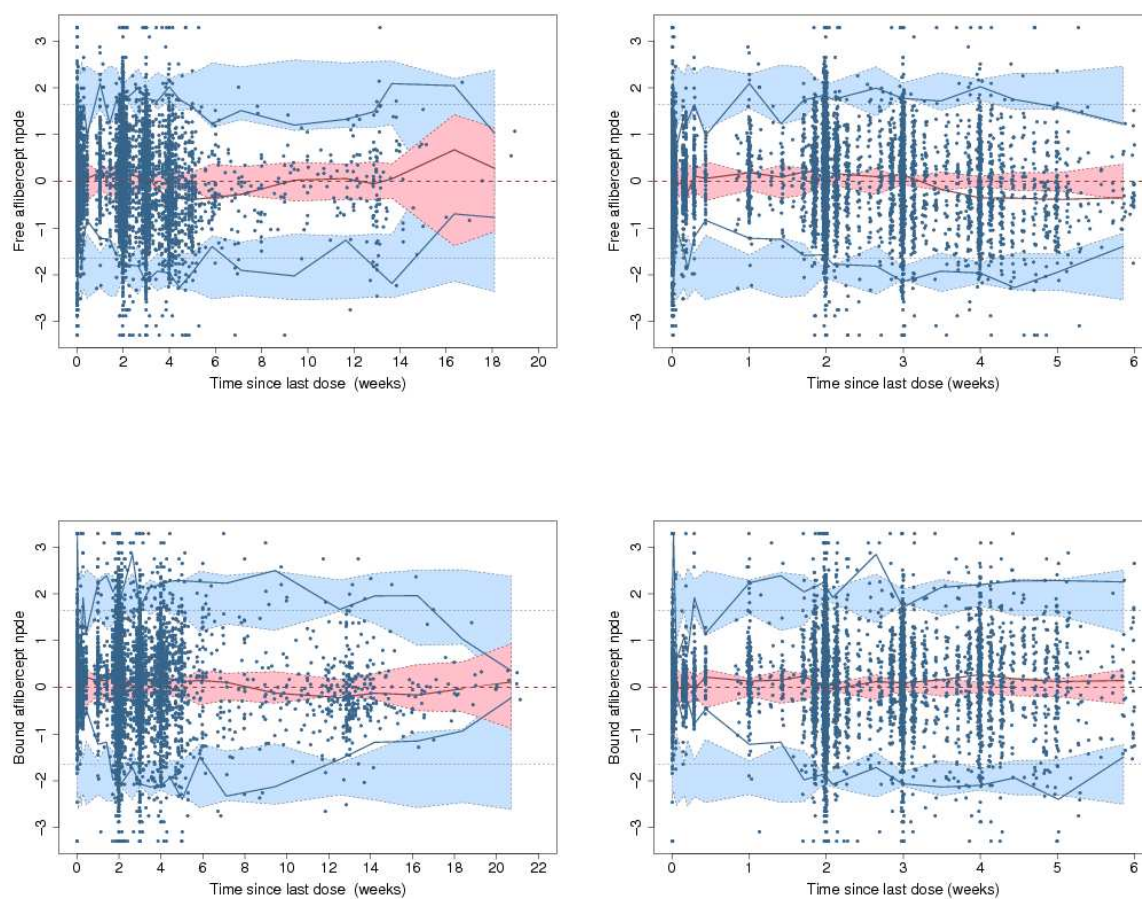 Free aflibercept npde
3
2
1
0
-1
-2
-3
0 2 4 6 8 10 12 14 16 18 20
Time since last dose (weeks)
Free aflibercept npde
3
2
1
0
-1
-2
-3
0 1 2 3 4 5 6
Time since last dose (weeks)
Bound aflibercept npde
3
2
1
0
-1
-2
-3
0 2 4 6 8 10 12 14 16 18 20 22
Time since last dose (weeks)
Bound aflibercept npde
3
2
1
0
-1
-2
-3
0 1 2 3 4 5 6
Time since last dose (weeks)